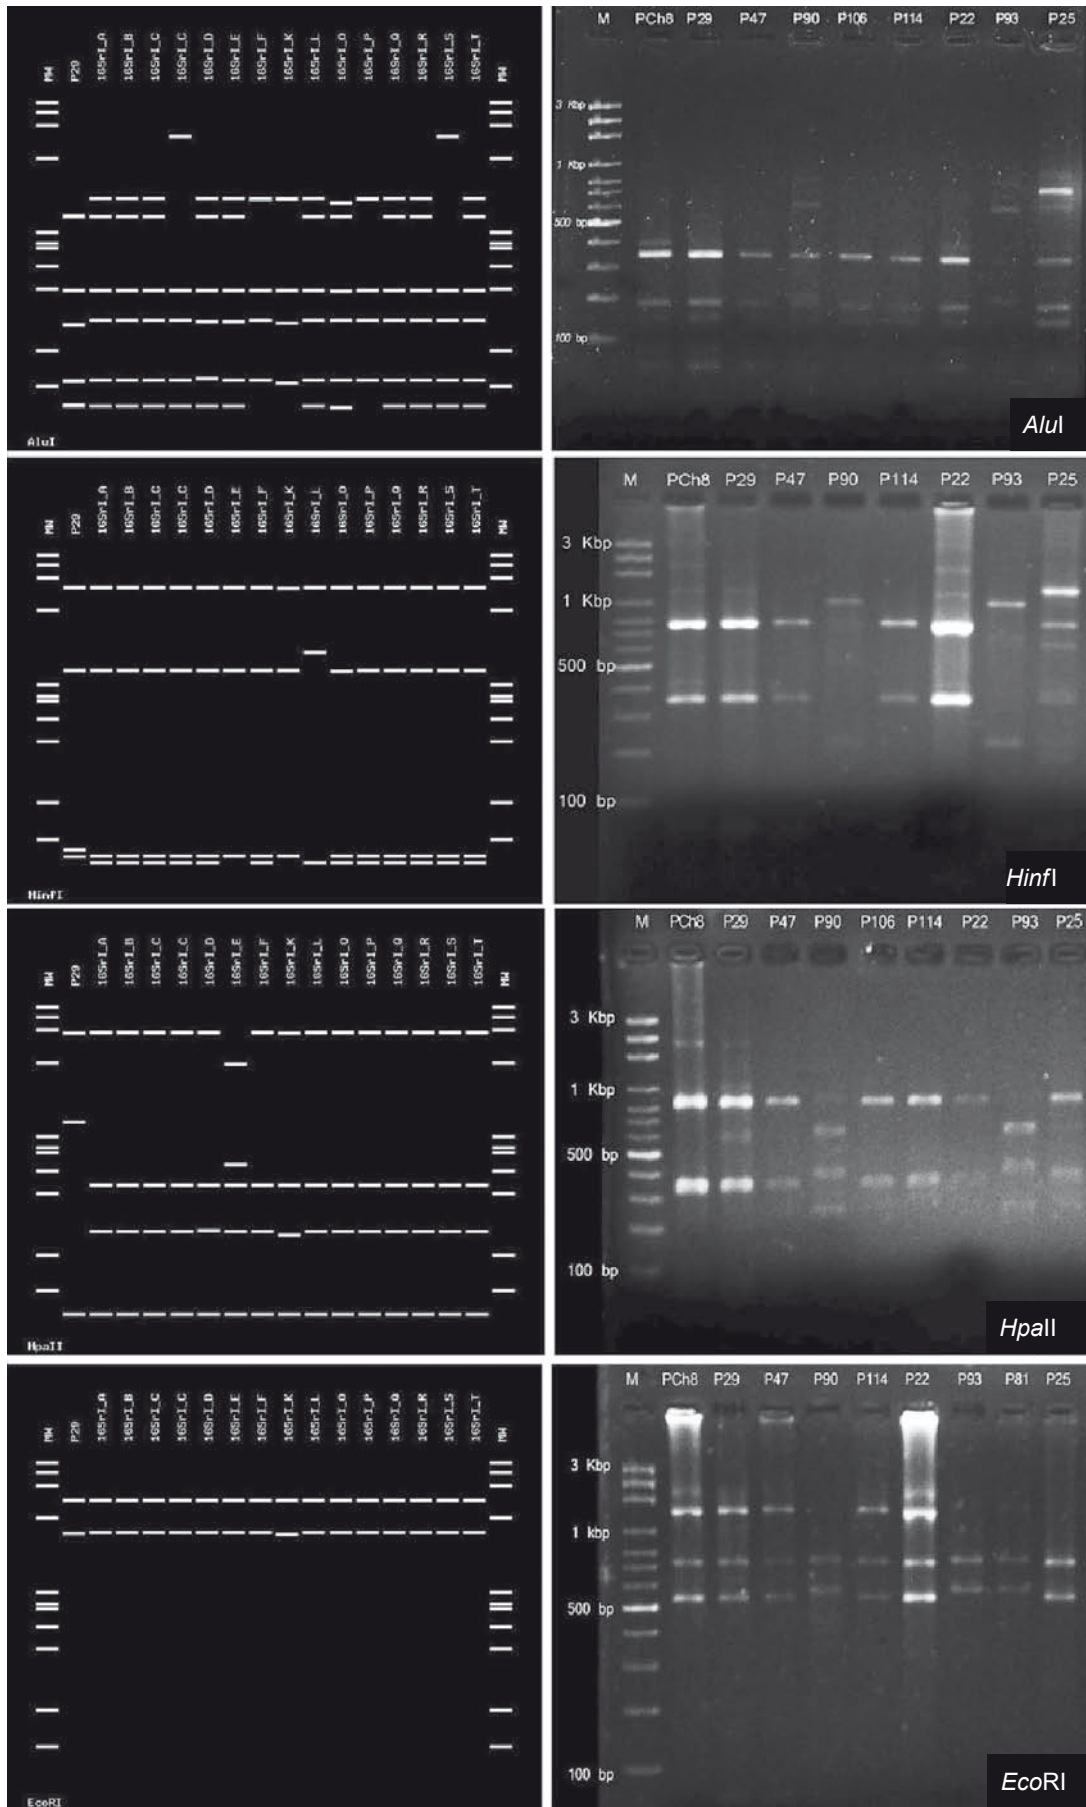 MW P29 16SrI_A 16SrI_B 16SrI_C 16SrI_C 16SrI_D 16SrI_E 16SrI_F 16SrI_K 16SrI_L 16SrI_O 16SrI_P 16SrI_Q 16SrI_R 16SrI_S 16SrI_T MW
AluI
M PCh8 P29 P47 P90 P106 P114 P22 P93 P25
3 Kbp
1 Kbp
500 bp
100 bp
AluI
MW P29 16SrI_A 16SrI_B 16SrI_C 16SrI_C 16SrI_D 16SrI_E 16SrI_F 16SrI_K 16SrI_L 16SrI_O 16SrI_P 16SrI_Q 16SrI_R 16SrI_S 16SrI_T MW
HinfI
M PCh8 P29 P47 P90 P114 P22 P93 P25
3 Kbp
1 Kbp
500 bp
100 bp
HinfI
MW P29 16SrI_A 16SrI_B 16SrI_C 16SrI_C 16SrI_D 16SrI_E 16SrI_F 16SrI_K 16SrI_L 16SrI_O 16SrI_P 16SrI_Q 16SrI_R 16SrI_S 16SrI_T MW
HpaII
M PCh8 P29 P47 P90 P106 P114 P22 P93 P25
3 Kbp
1 Kbp
500 bp
100 bp
HpaII
MW P29 16SrI_A 16SrI_B 16SrI_C 16SrI_C 16SrI_D 16SrI_E 16SrI_F 16SrI_K 16SrI_L 16SrI_O 16SrI_P 16SrI_Q 16SrI_R 16SrI_S 16SrI_T MW
EcoRI
M PCh8 P29 P47 P90 P114 P22 P93 P81 P25
3 Kbp
1 kbp
500 bp
100 bp
EcoRI